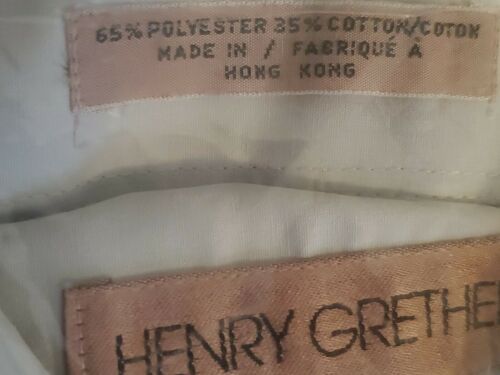 65% POLYESTER 35% COTTON/COTON
MADE IN / FABRIQUÉ À
HONG KONG
HENRY GRETHE